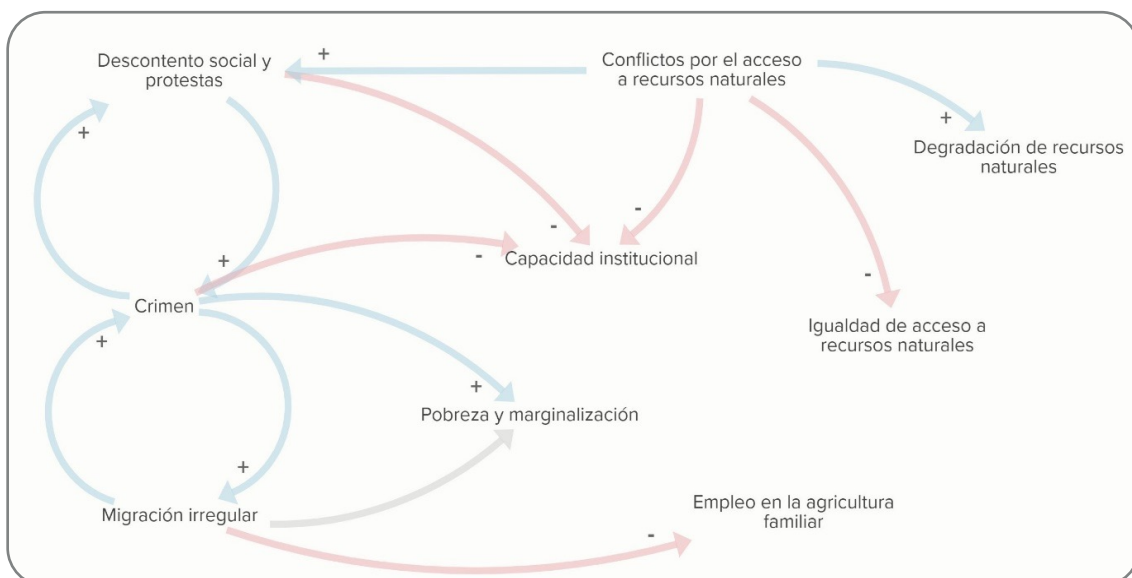 Descontento social y
protestas
+
Conflictos por el acceso
a recursos naturales
+
+
Degradación de recursos
naturales
-
-
+
-
Capacidad institucional
-
Crimen
+
Igualdad de acceso a
recursos naturales
+
Pobreza y marginalización
+
Migración irregular
Empleo en la agricultura
familiar
-